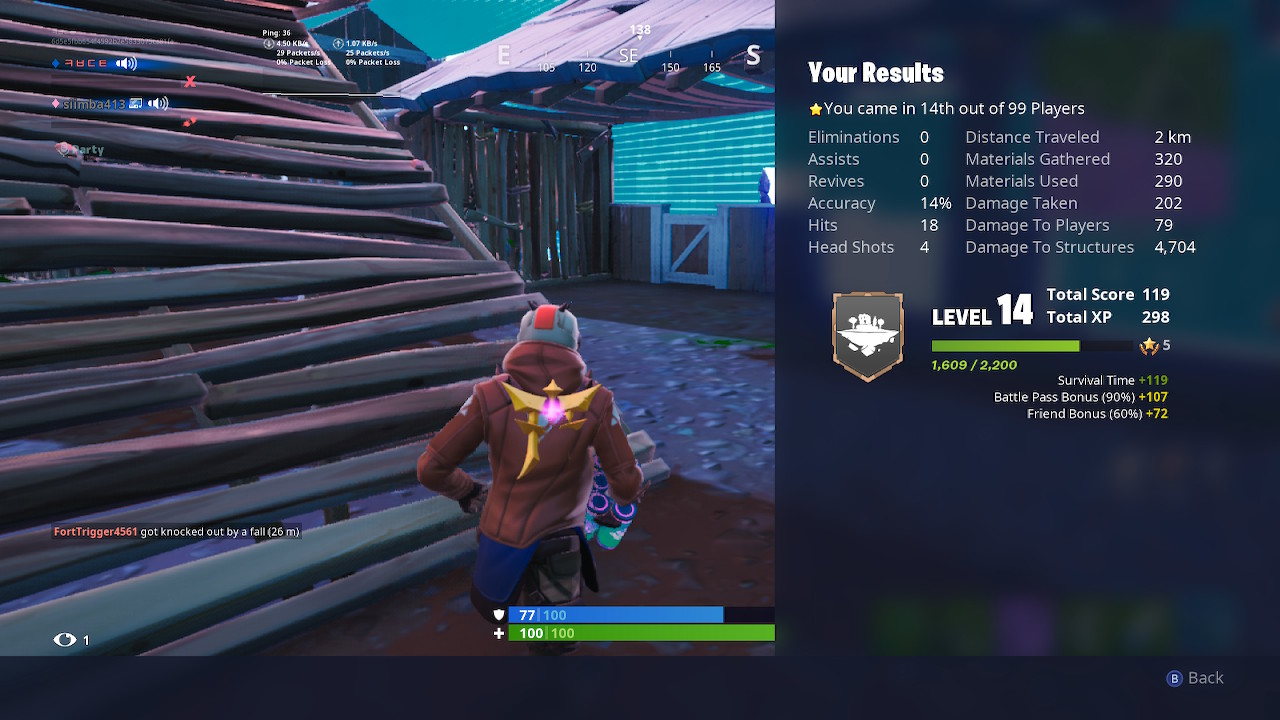 Ping: 36
4.50 KB/s 1.07 KB/s
29 Packets/s 25 Packets/s
0% Packet Loss 0% Packet Loss
138
E SE S
105 120 150 165
ㅋㅂㄷㅌ
siimba413
Party
FortTrigger4561 got knocked out by a fall (26 m)
1
77 | 100
100 | 100
Your Results
You came in 14th out of 99 Players
Eliminations 0 Distance Traveled 2 km
Assists 0 Materials Gathered 320
Revives 0 Materials Used 290
Accuracy 14% Damage Taken 202
Hits 18 Damage To Players 79
Head Shots 4 Damage To Structures 4,704
LEVEL 14
Total Score 119
Total XP 298
5
1,609 / 2,200
Survival Time +119
Battle Pass Bonus (90%) +107
Friend Bonus (60%) +72
B Back